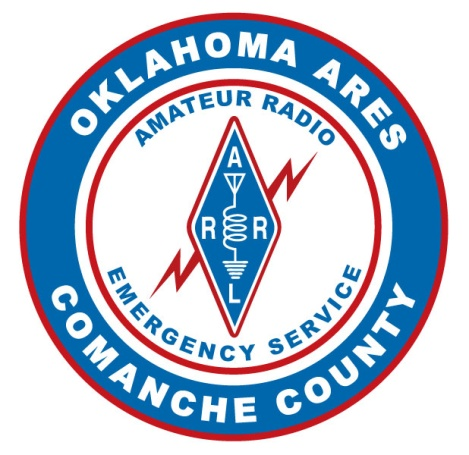 OKLAHOMA ARES
AMATEUR RADIO
A
R R
L
EMERGENCY SERVICE
COMANCHE COUNTY